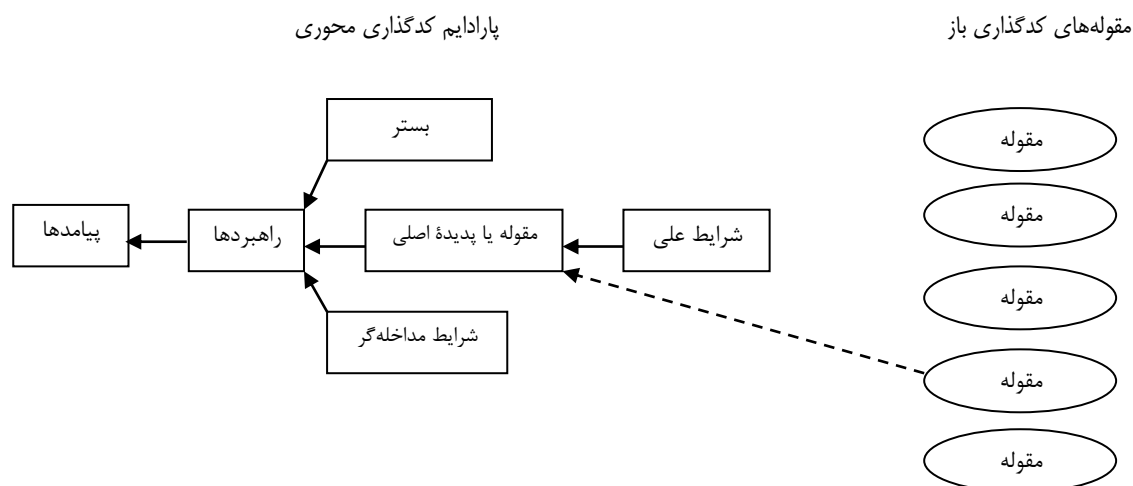 مقوله‌های کدگذاری باز
پارادایم کدگذاری محوری
مقوله
مقوله
مقوله
مقوله
مقوله
بستر
شرایط علی
مقوله یا پدیدۀ اصلی
راهبردها
پیامدها
شرایط مداخله‌گر